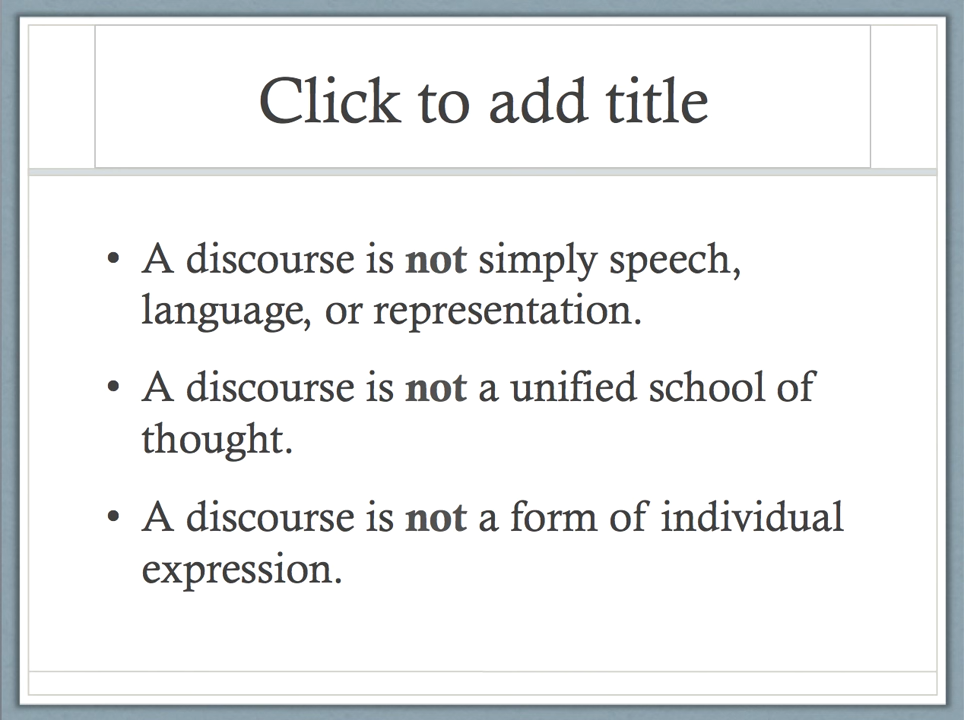 Click to add title
• A discourse is not simply speech,
language, or representation.
• A discourse is not a unified school of
thought.
• A discourse is not a form of individual
expression.